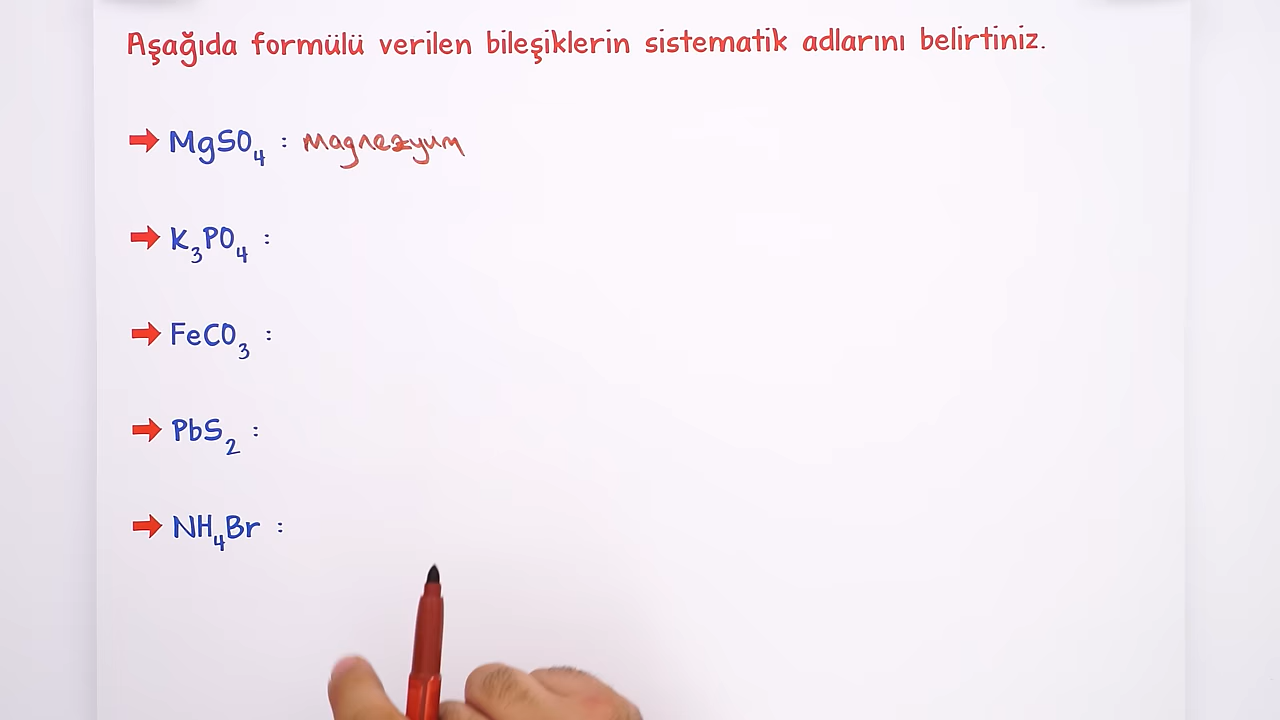 Aşağıda formülü verilen bileşiklerin sistematik adlarını belirtiniz.
➡ MgSO₄ : Magnezyum
➡ K₃PO₄ :
➡ FeCO₃ :
➡ PbS₂ :
➡ NH₄Br :